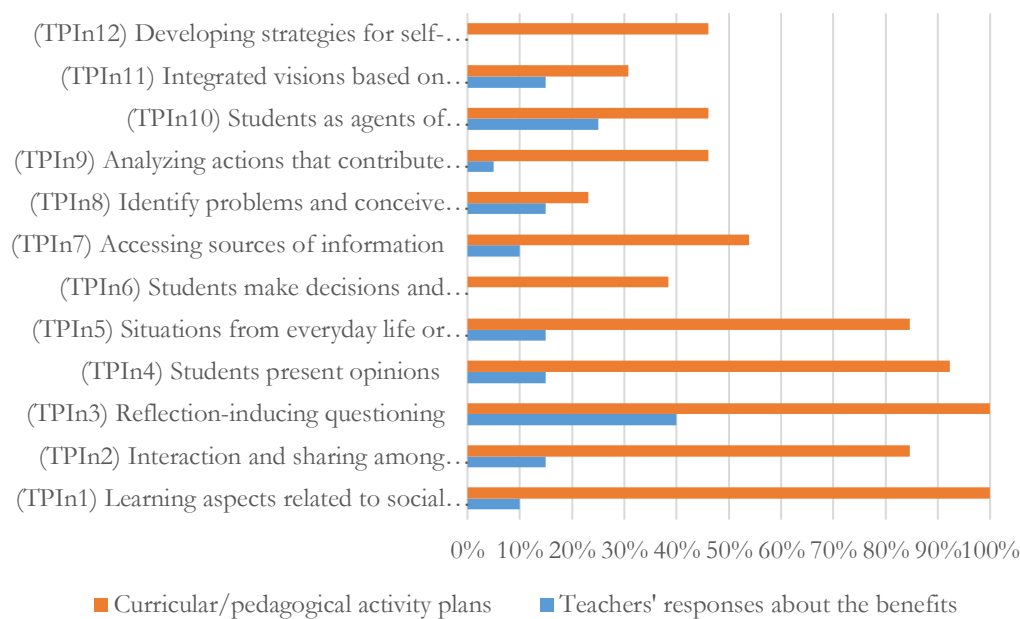 (TPIn12) Developing strategies for self-…
(TPIn11) Integrated visions based on…
(TPIn10) Students as agents of…
(TPIn9) Analyzing actions that contribute…
(TPIn8) Identify problems and conceive…
(TPIn7) Accessing sources of information
(TPIn6) Students make decisions and…
(TPIn5) Situations from everyday life or…
(TPIn4) Students present opinions
(TPIn3) Reflection-inducing questioning
(TPIn2) Interaction and sharing among…
(TPIn1) Learning aspects related to social…
0% 10% 20% 30% 40% 50% 60% 70% 80% 90% 100%
Curricular/pedagogical activity plans Teachers' responses about the benefits